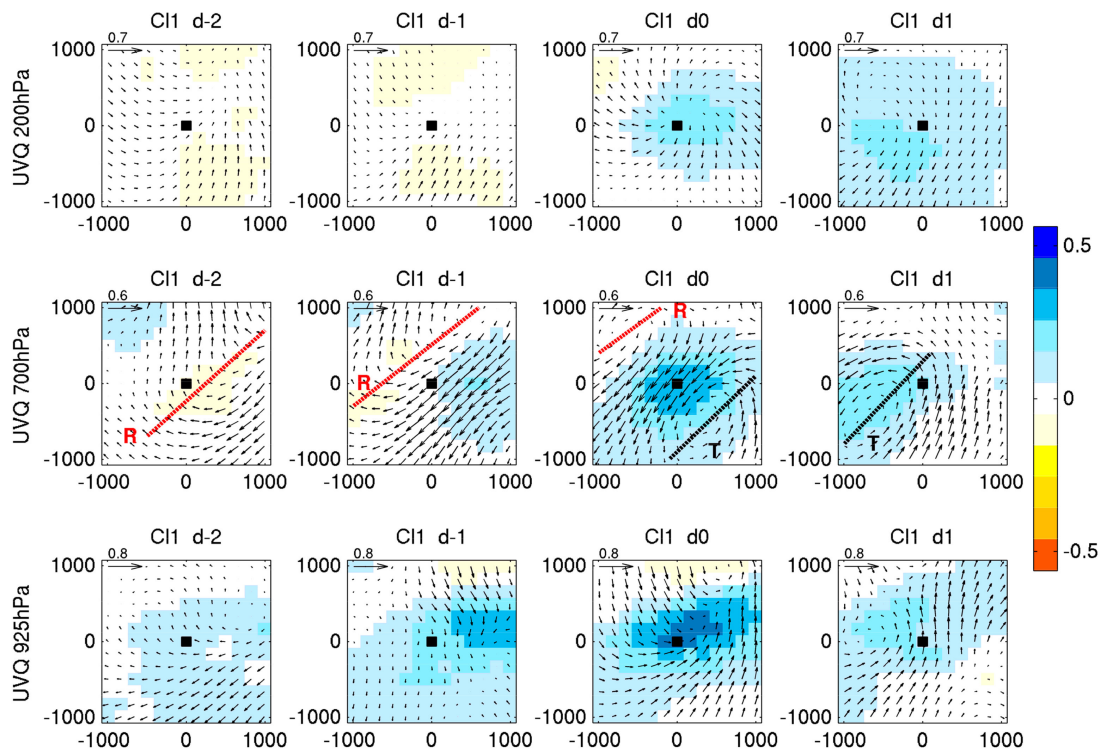 Cl1 d-2 Cl1 d-1 Cl1 d0 Cl1 d1
0.7 0.7 0.7 0.7
UVQ 200hPa
1000 1000 1000 1000
0 0 0 0
-1000 -1000 -1000 -1000
-1000 0 1000 -1000 0 1000 -1000 0 1000 -1000 0 1000
Cl1 d-2 Cl1 d-1 Cl1 d0 Cl1 d1
0.6 0.6 0.6 0.6
UVQ 700hPa
1000 1000 1000 1000
0 0 0 0
-1000 -1000 -1000 -1000
R R R T T
-1000 0 1000 -1000 0 1000 -1000 0 1000 -1000 0 1000
Cl1 d-2 Cl1 d-1 Cl1 d0 Cl1 d1
0.8 0.8 0.8 0.8
UVQ 925hPa
1000 1000 1000 1000
0 0 0 0
-1000 -1000 -1000 -1000
-1000 0 1000 -1000 0 1000 -1000 0 1000 -1000 0 1000
0.5
0
-0.5